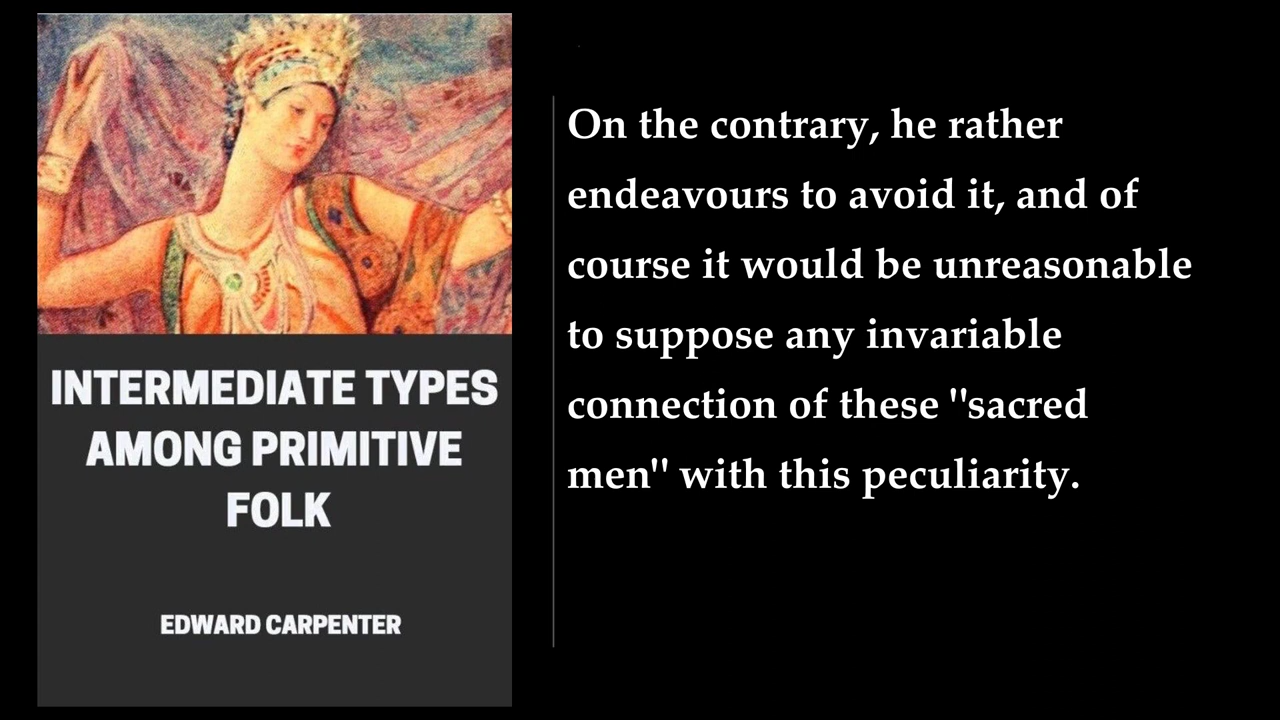 INTERMEDIATE TYPES
AMONG PRIMITIVE
FOLK
EDWARD CARPENTER
On the contrary, he rather
endeavours to avoid it, and of
course it would be unreasonable
to suppose any invariable
connection of these "sacred
men" with this peculiarity.